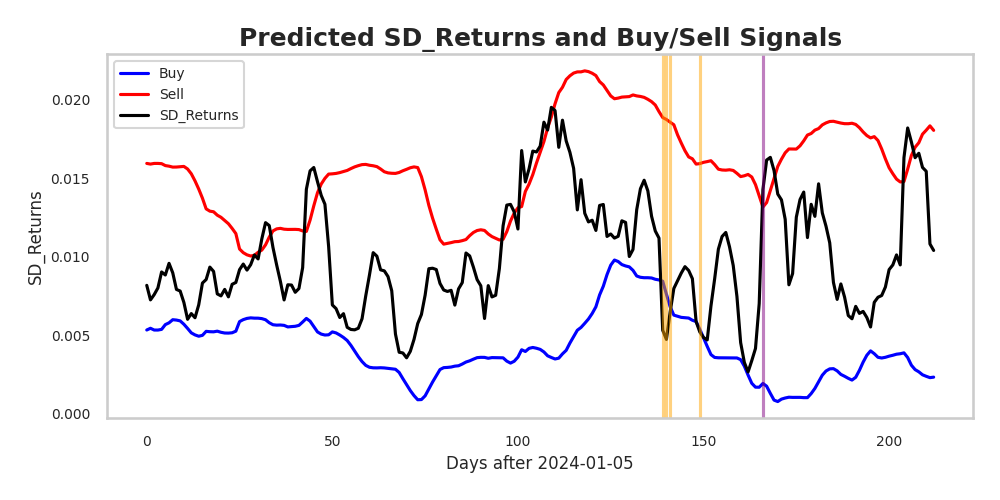 Predicted SD_Returns and Buy/Sell Signals
Buy
Sell
SD_Returns
0.020
0.015
0.010
0.005
0.000
SD_Returns
0 50 100 150 200
Days after 2024-01-05